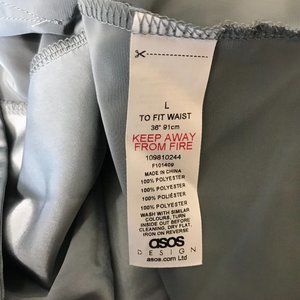 L
TO FIT WAIST
36" 91cm
KEEP AWAY
FROM FIRE
109810244
F101409
MADE IN CHINA
100% POLYESTER
100% POLYESTER
100% POLIÉSTER
100% POLYESTER
WASH WITH SIMILAR
COLOURS, TURN
INSIDE OUT BEFORE
CLEANING, DRY FLAT,
IRON ON REVERSE
asos
DESIGN
asos.com Ltd